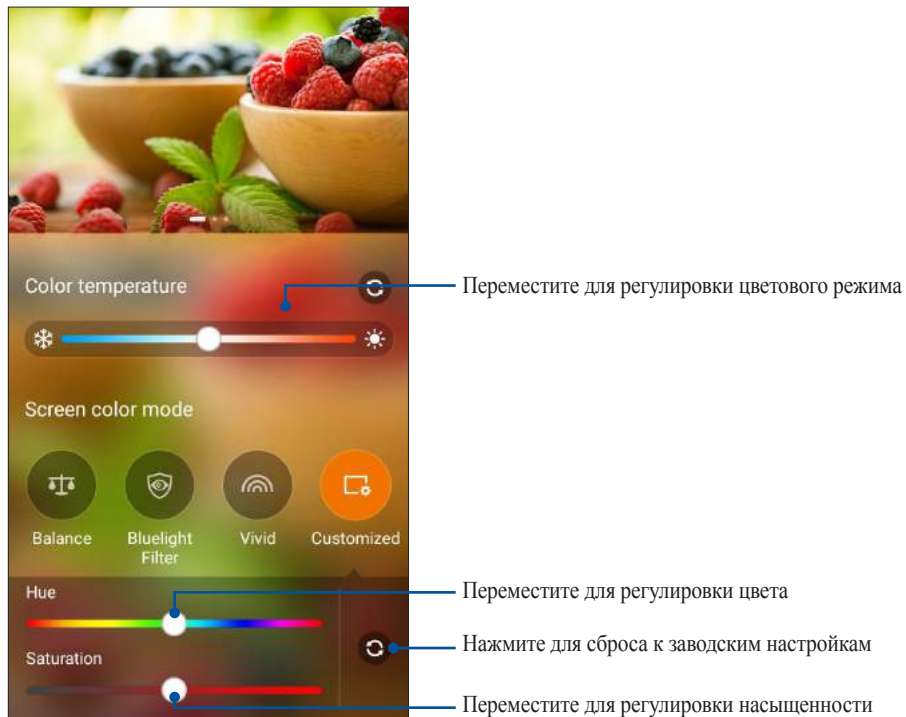 Color temperature
Переместите для регулировки цветового режима
Screen color mode
Balance
Bluelight
Filter
Vivid
Customized
Hue
Переместите для регулировки цвета
Нажмите для сброса к заводским настройкам
Saturation
Переместите для регулировки насыщенности